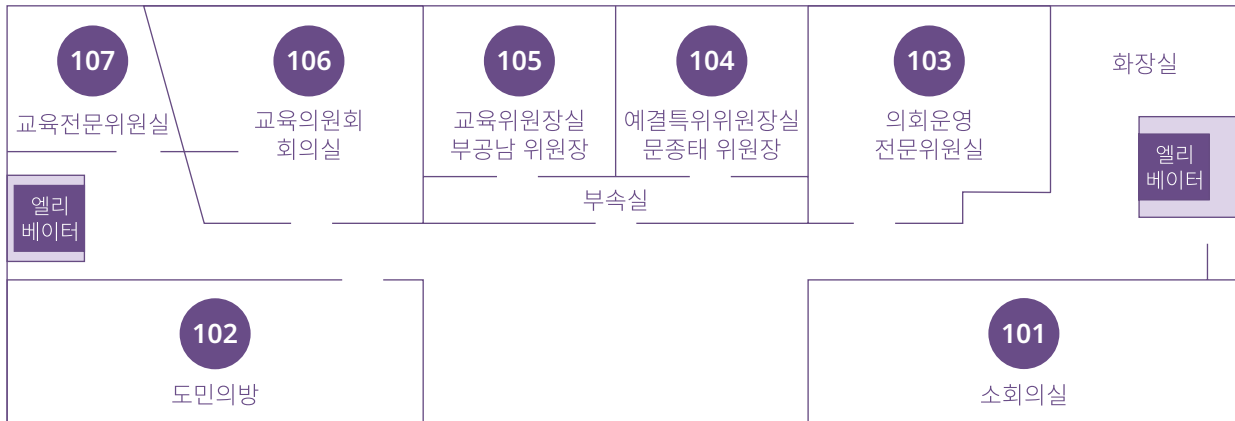 107
교육전문위원실
106
교육의원회
회의실
105
교육위원장실
부공남 위원장
104
예결특위위원장실
문종태 위원장
103
의회운영
전문위원실
화장실
엘리
베이터
부속실
엘리
베이터
102
도민의방
101
소회의실